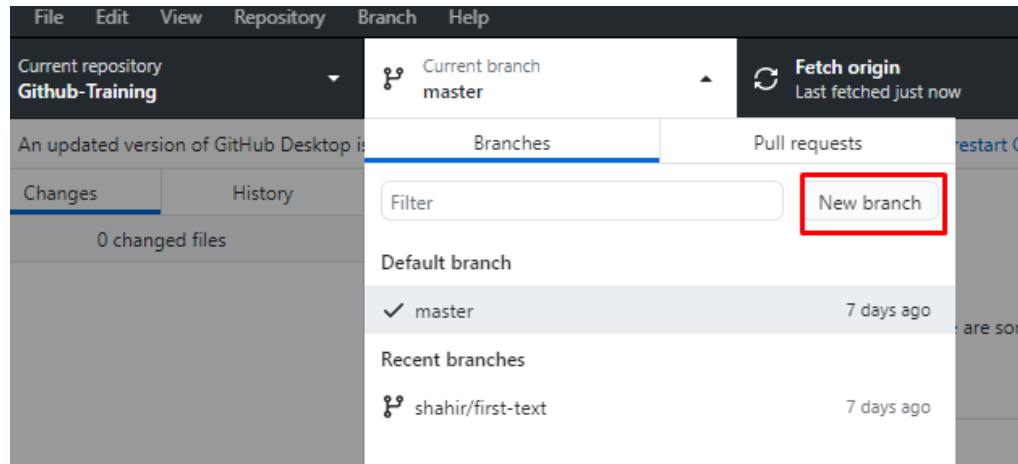 File Edit View Repository Branch Help
Current repository
Github-Training
Current branch
master
Fetch origin
Last fetched just now
An updated version of GitHub Desktop
restart
Branches Pull requests
Changes History
Filter
New branch
0 changed files
Default branch
master 7 days ago
are
Recent branches
shahir/first-text 7 days ago